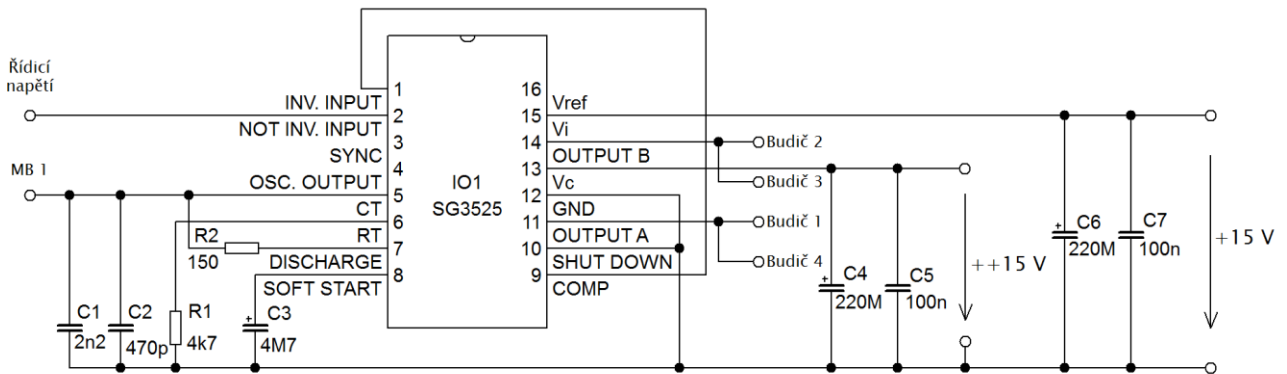 Řídicí
napětí
MB 1
1
2
3
4
5
6
7
8
INV. INPUT
NOT INV. INPUT
SYNC
OSC. OUTPUT
CT
RT
DISCHARGE
SOFT START
IO1
SG3525
16
15
14
13
12
11
10
9
Vref
Vi
OUTPUT B
Vc
GND
OUTPUT A
SHUT DOWN
COMP
Budič 2
Budič 3
Budič 1
Budič 4
R2
150
C1
2n2
C2
470p
R1
4k7
+
C3
4M7
+
C4
220M
C5
100n
++15 V
+
C6
220M
C7
100n
+15 V